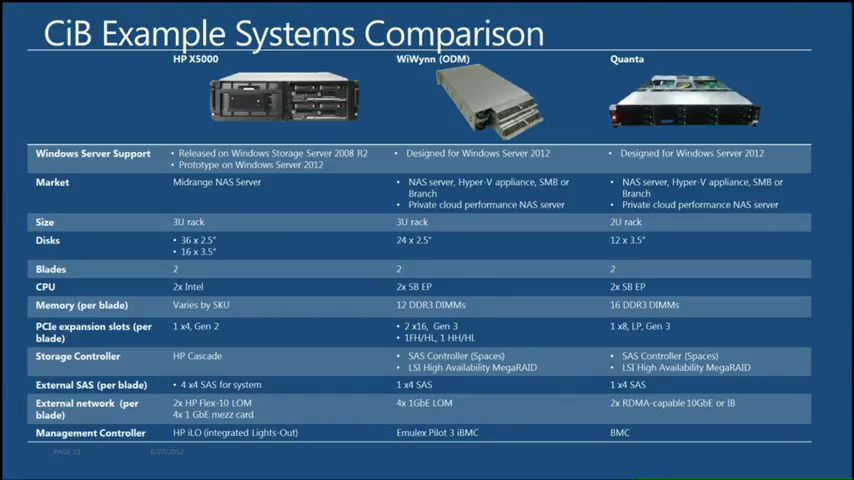 CiB Example Systems Comparison
HP X5000 WiWynn (ODM) Quanta
Windows Server Support • Released on Windows Storage Server 2008 R2 • Designed for Windows Server 2012 • Designed for Windows Server 2012
• Prototype on Windows Server 2012
Market Midrange NAS Server • NAS server, Hyper-V appliance, SMB or • NAS server, Hyper-V appliance, SMB or
Branch Branch
• Private cloud performance NAS server • Private cloud performance NAS server
Size 3U rack 3U rack 2U rack
Disks • 36 x 2.5" 24 x 2.5" 12 x 3.5"
• 16 x 3.5"
Blades 2 2 2
CPU 2x Intel 2x SB EP 2x SB EP
Memory (per blade) Varies by SKU 12 DDR3 DIMMs 16 DDR3 DIMMs
PCIe expansion slots (per 1 x4, Gen 2 • 2 x16, Gen 3 1 x8, LP, Gen 3
blade) • 1FH/HL, 1 HH/HL
Storage Controller HP Cascade • SAS Controller (Spaces) • SAS Controller (Spaces)
• LSI High Availability MegaRAID • LSI High Availability MegaRAID
External SAS (per blade) • 4 x4 SAS for system 1 x4 SAS 1 x4 SAS
External network (per 2x HP Flex-10 LOM 4x 1GbE LOM 2x RDMA-capable 10GbE or IB
blade) 4x 1 GbE mezz card
Management Controller HP iLO (integrated Lights-Out) Emulex Pilot 3 iBMC BMC
PAGE 13 6/27/2012